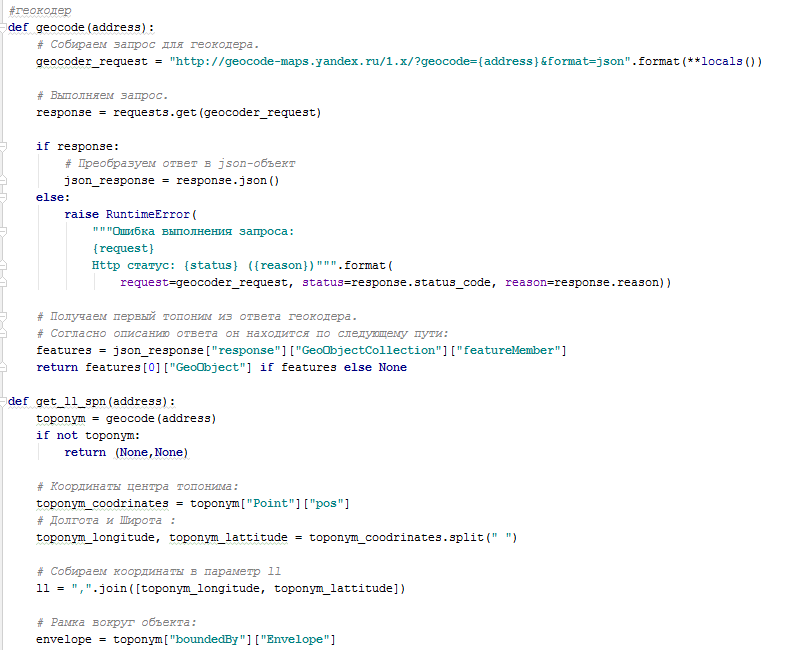 #геокодер
def geocode(address):
    # Собираем запрос для геокодера.
    geocoder_request = "http://geocode-maps.yandex.ru/1.x/?geocode={address}&format=json".format(**locals())
    # Выполняем запрос.
    response = requests.get(geocoder_request)
    if response:
        # Преобразуем ответ в json-объект
        json_response = response.json()
    else:
        raise RuntimeError(
            """Ошибка выполнения запроса:
            {request}
            Http статус: {status} ({reason})""".format(
                request=geocoder_request, status=response.status_code, reason=response.reason))
    # Получаем первый топоним из ответа геокодера.
    # Согласно описанию ответа он находится по следующему пути:
    features = json_response["response"]["GeoObjectCollection"]["featureMember"]
    return features[0]["GeoObject"] if features else None
def get_ll_spn(address):
    toponym = geocode(address)
    if not toponym:
        return (None,None)
    # Координаты центра топонима:
    toponym_coodrinates = toponym["Point"]["pos"]
    # Долгота и Широта :
    toponym_longitude, toponym_lattitude = toponym_coodrinates.split(" ")
    # Собираем координаты в параметр ll
    ll = ",".join([toponym_longitude, toponym_lattitude])
    # Рамка вокруг объекта:
    envelope = toponym["boundedBy"]["Envelope"]